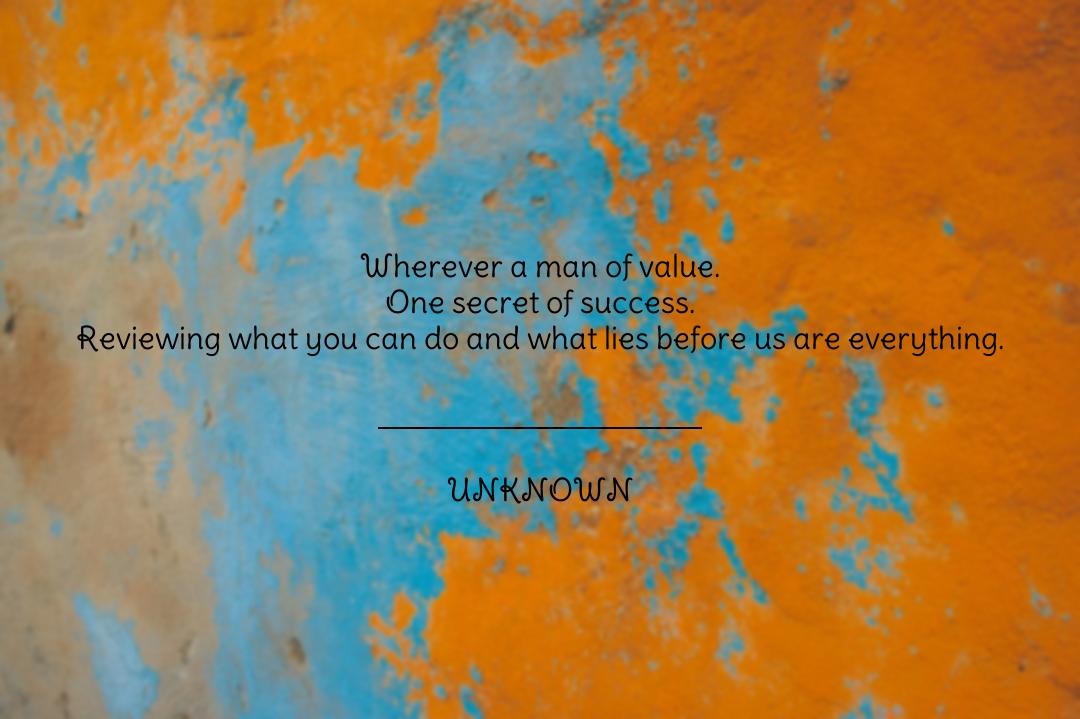 Wherever a man of value.
One secret of success.
Reviewing what you can do and what lies before us are everything.
UNKNOWN